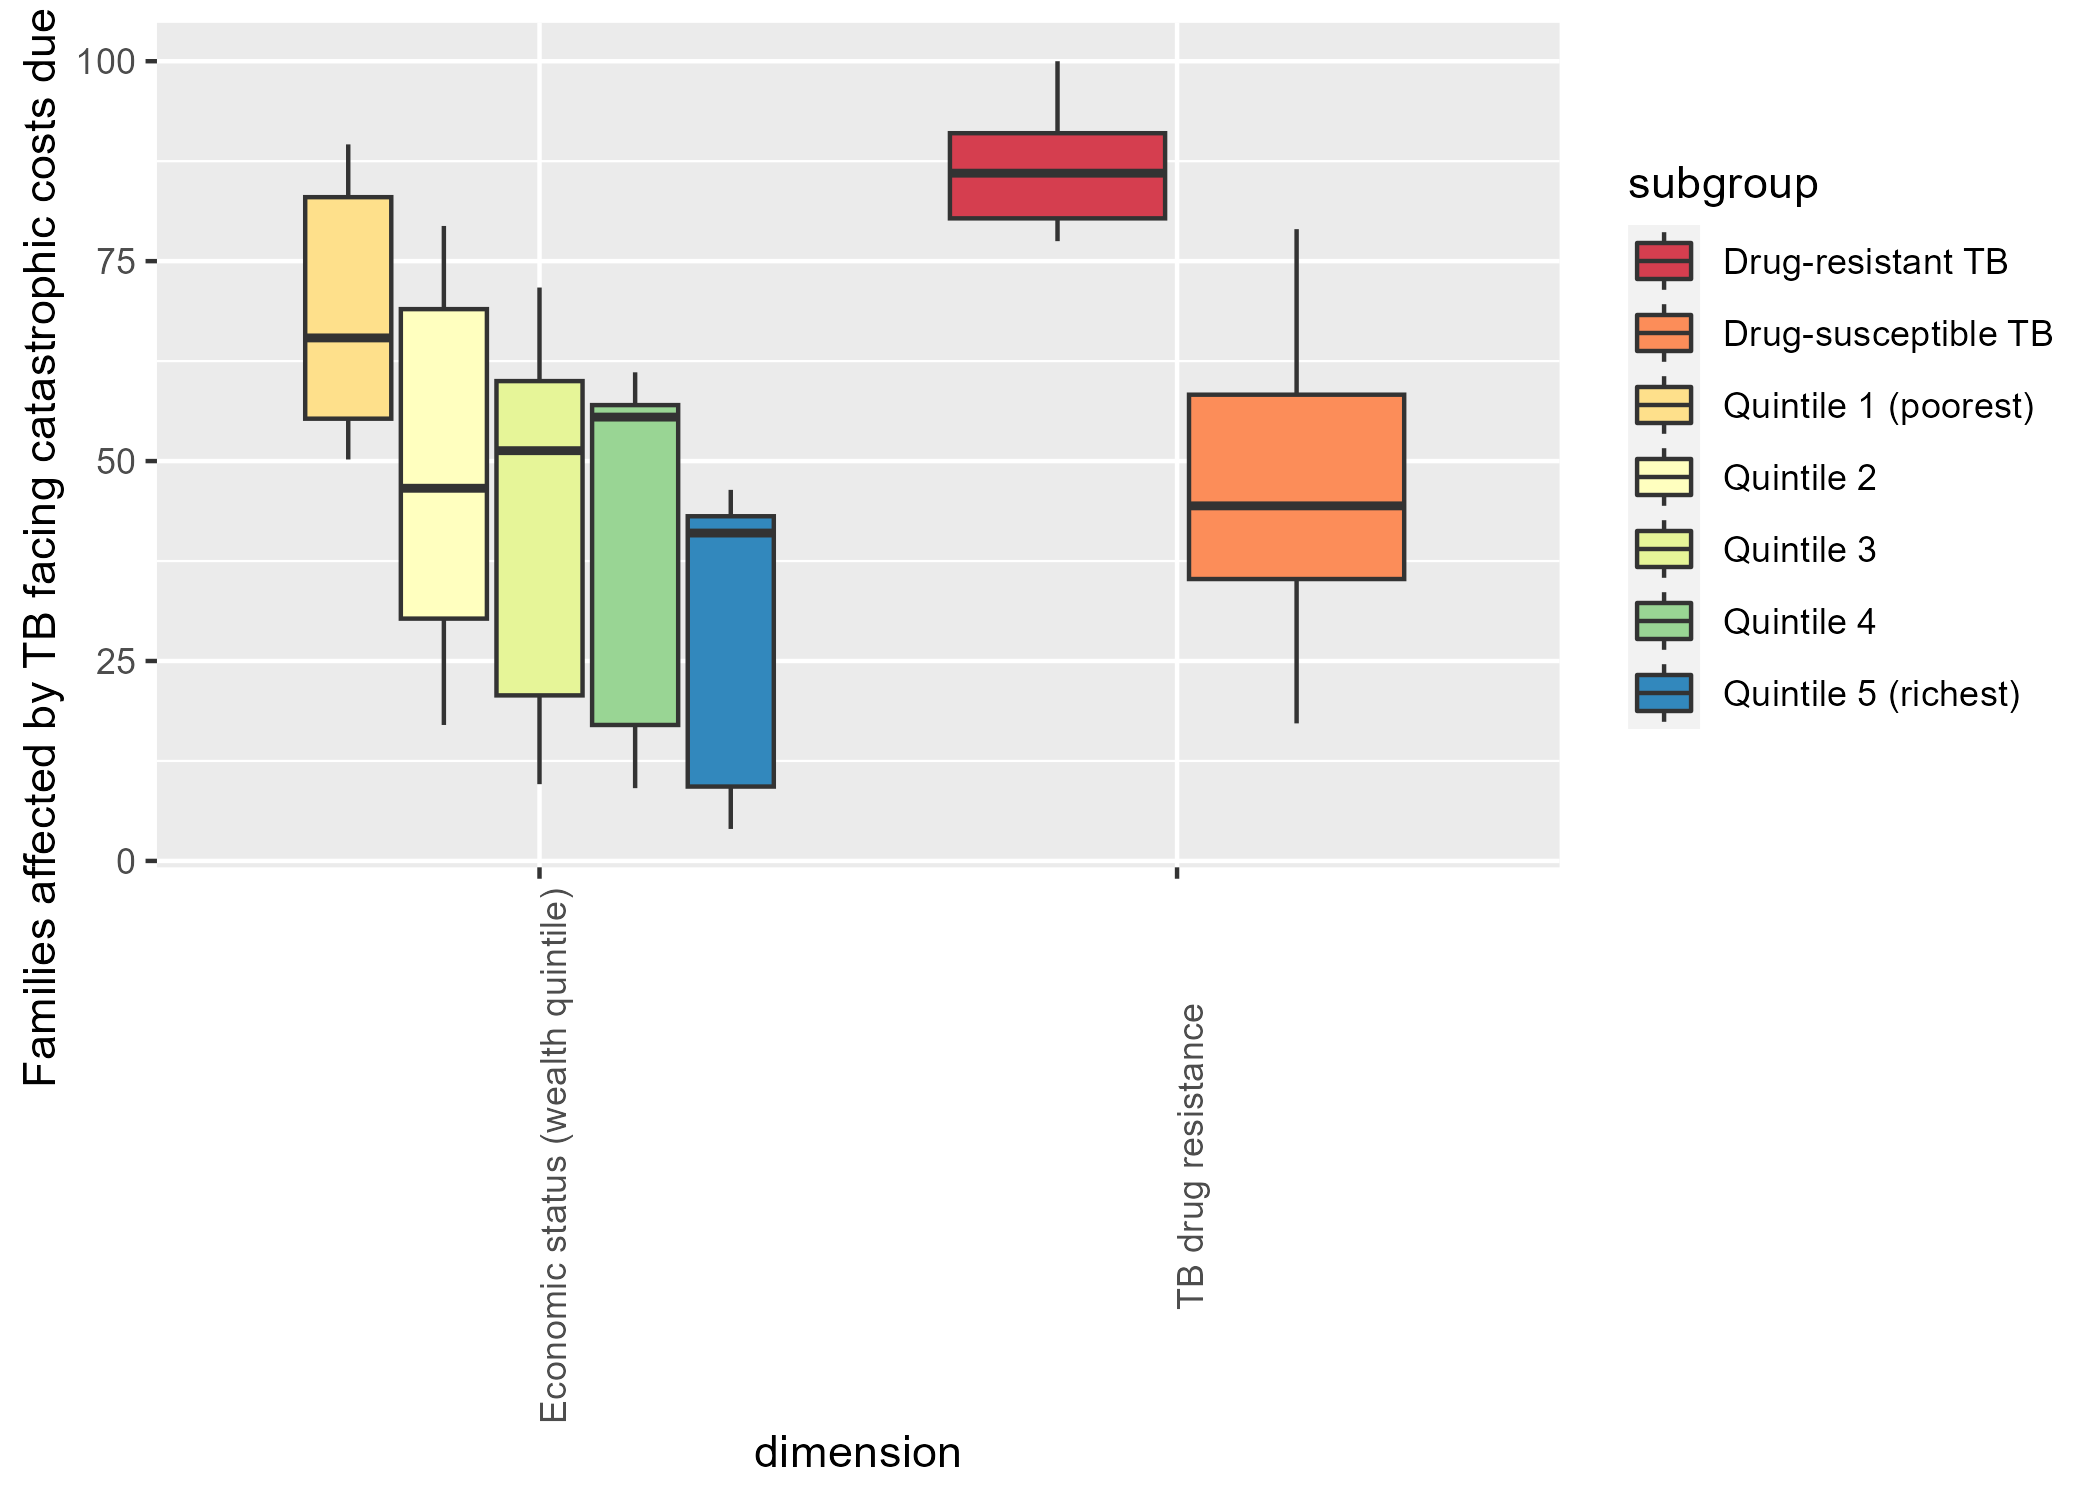 Families affected by TB facing catastrophic costs due
100
75
50
25
0
Economic status (wealth quintile)
TB drug resistance
dimension
subgroup
Drug-resistant TB
Drug-susceptible TB
Quintile 1 (poorest)
Quintile 2
Quintile 3
Quintile 4
Quintile 5 (richest)